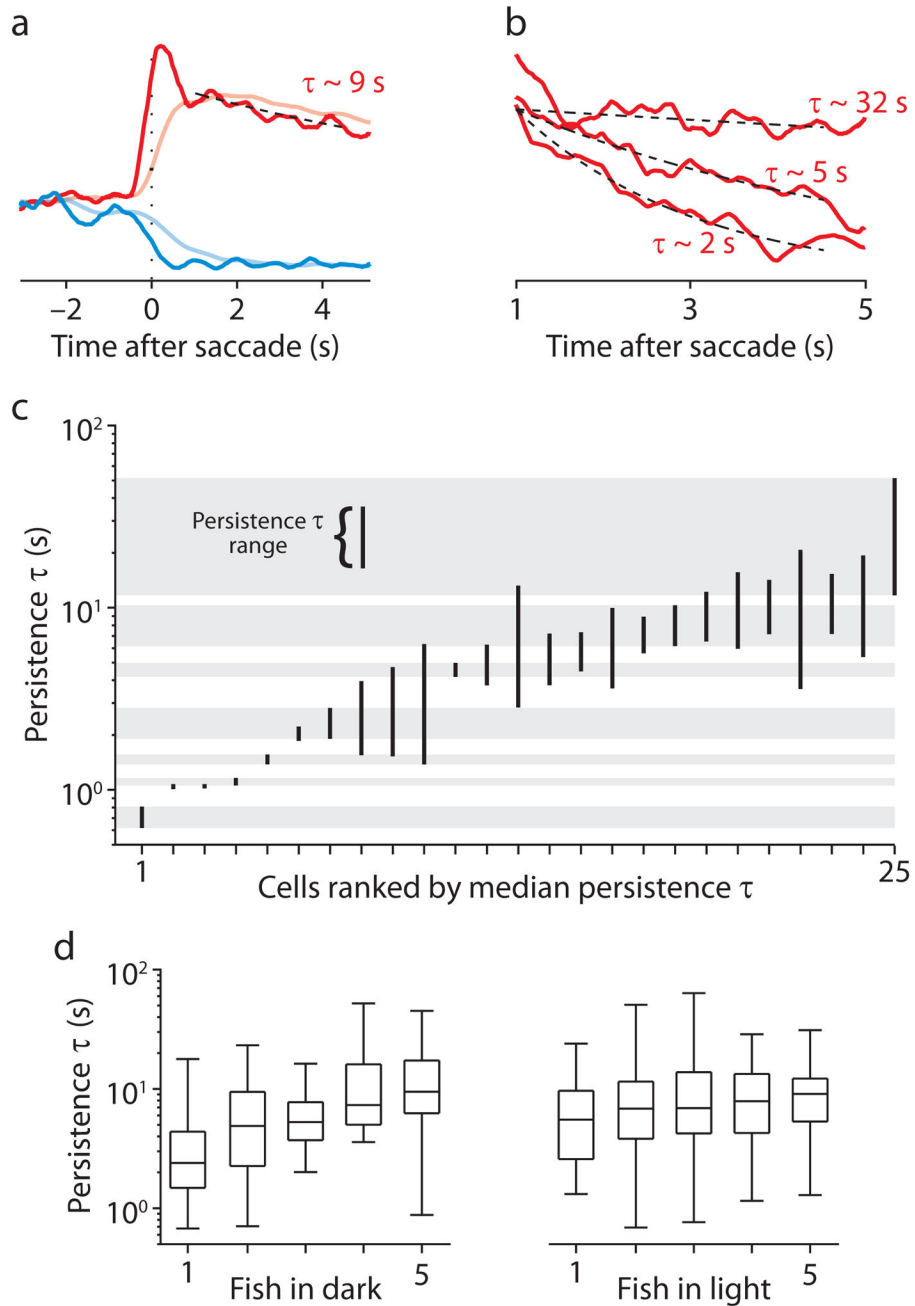 a
τ ~ 9 s
−2 0 2 4
Time after saccade (s)
b
τ ~ 32 s
τ ~ 5 s
τ ~ 2 s
1 3 5
Time after saccade (s)
c
10²
10¹
10⁰
Persistence τ (s)
Persistence τ
range
1 25
Cells ranked by median persistence τ
d
10²
10¹
10⁰
Persistence τ (s)
1 5
Fish in dark
1 5
Fish in light